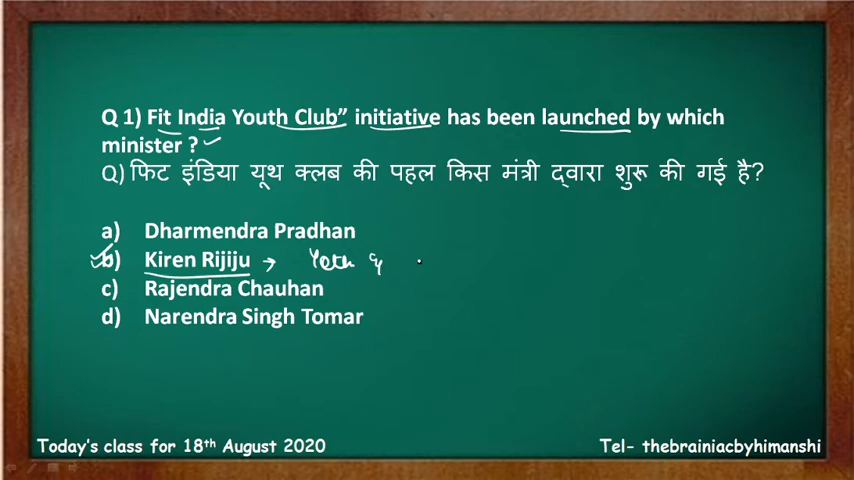 Q 1) Fit India Youth Club” initiative has been launched by which
minister ?
Q) फिट इंडिया यूथ क्लब की पहल किस मंत्री द्वारा शुरू की गई है?
a) Dharmendra Pradhan
b) Kiren Rijiju →
c) Rajendra Chauhan
d) Narendra Singh Tomar
Today's class for 18th August 2020
Tel- thebrainiacbyhimanshi